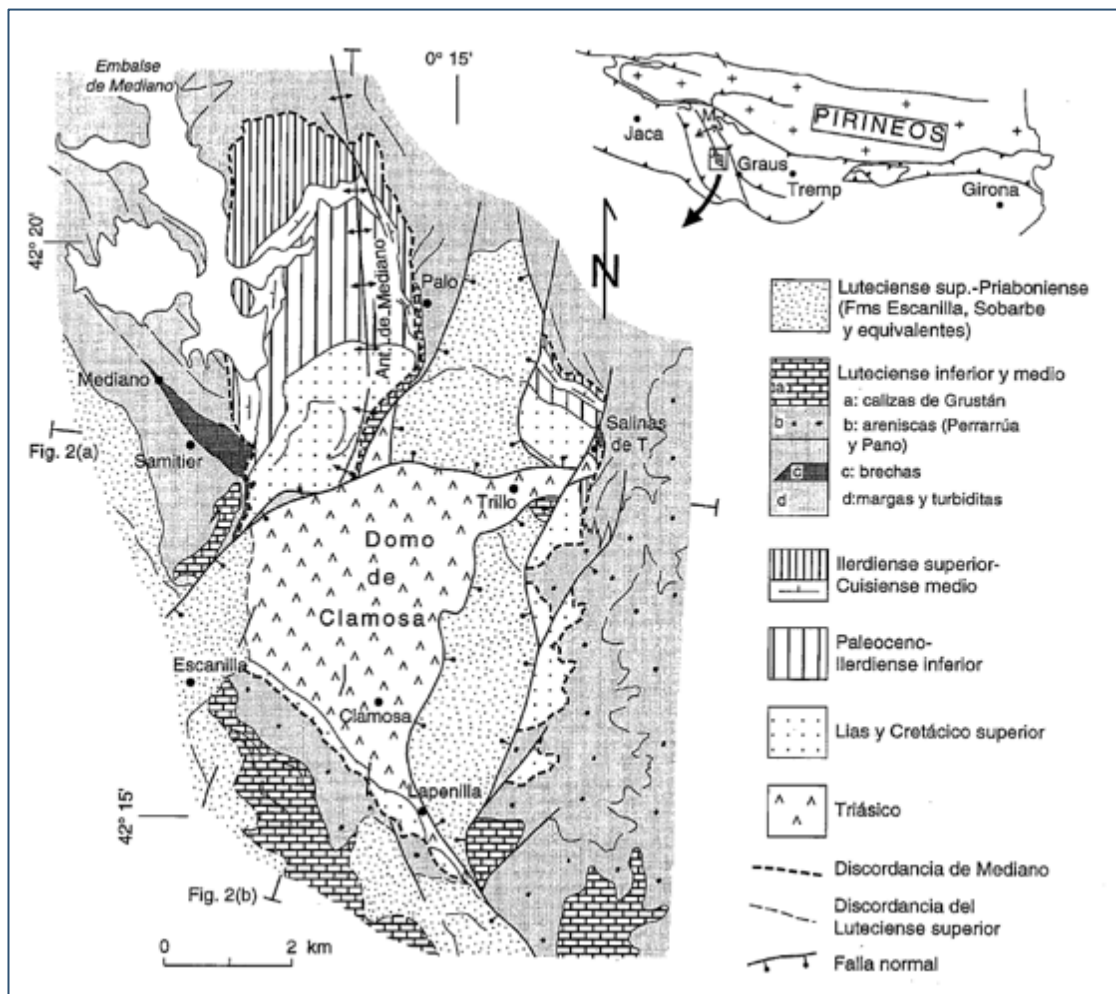 Embalse
de Mediano
0° 15'
PIRINEOS
M
Jaca
Graus
Tremp
Girona
42° 20'
N
Ant. de Mediano
Palo
Mediano
Fig. 2(a)
Samitier
Salinas
de T.
Trillo
Domo
de
Clamosa
Escanilla
Clamosa
Lapenilla
42° 15'
Fig. 2(b)
0 2 km
Luteciense sup.-Priaboniense
(Fms Escanilla, Sobarbe
y equivalentes)
a
Luteciense inferior y medio
a: calizas de Grustán
b
b: areniscas (Perrarrúa
y Pano)
c
c: brechas
d
d:margas y turbiditas
Ilerdiense superior-
Cuisiense medio
Paleoceno-
Ilerdiense inferior
Lias y Cretácico superior
Triásico
Discordancia de Mediano
Discordancia del
Luteciense superior
Falla normal